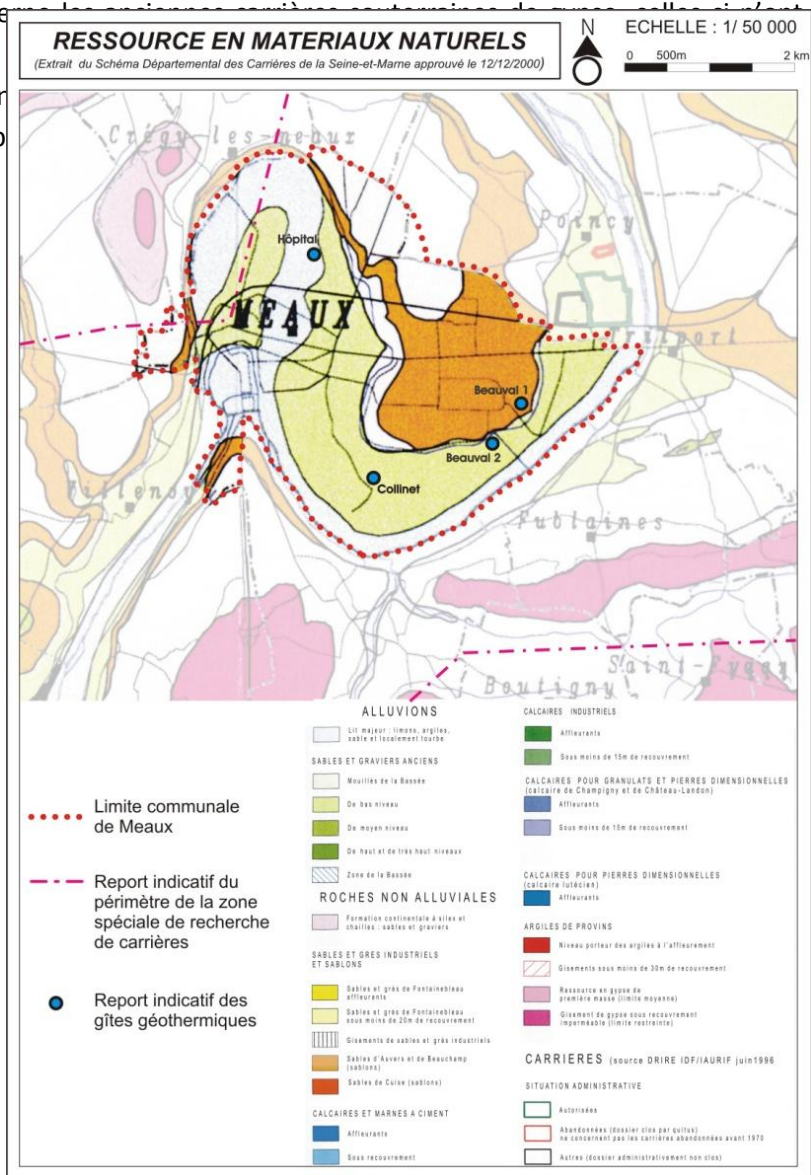 RESSOURCE EN MATERIAUX NATURELS
(Extrait du Schéma Départemental des Carrières de la Seine-et-Marne approuvé le 12/12/2000)
N
ECHELLE : 1/ 50 000
0 500m 2 km
Crégy-les-meaux
Poincy
Hôpital
MEAUX
Trilport
Beauval 1
Beauval 2
Collinet
Villenoy
Fublaines
Boutigny
Limite communale
de Meaux
Report indicatif du
périmètre de la zone
spéciale de recherche
de carrières
Report indicatif des
gîtes géothermiques
ALLUVIONS
Lit majeur : limons, argiles,
sable et localement tourbe
SABLES ET GRAVIERS ANCIENS
Mouillés de la Bassée
De bas niveau
De moyen niveau
De haut et de très haut niveaux
Zone de la Bassée
ROCHES NON ALLUVIALES
Formation continentale à silex et
chailles : sables et graviers
SABLES ET GRES INDUSTRIELS
ET SABLONS
Sables et grès de Fontainebleau
affleurants
Sables et grès de Fontainebleau
sous moins de 20m de recouvrement
Gisements de sables et grès industriels
Sables d'Auvers et de Beauchamp
(sablons)
Sables de Cuise (sablons)
CALCAIRES ET MARNES A CIMENT
Affleurants
Sous recouvrement
CALCAIRES INDUSTRIELS
Affleurants
Sous moins de 15m de recouvrement
CALCAIRES POUR GRANULATS ET PIERRES DIMENSIONNELLES
(calcaire de Champigny et de Château-Landon)
Affleurants
Sous moins de 15m de recouvrement
CALCAIRES POUR PIERRES DIMENSIONNELLES
(calcaire lutécien)
Affleurants
ARGILES DE PROVINS
Niveau porteur des argiles à l'affleurement
Gisements sous moins de 30m de recouvrement
Ressource en gypse de
première masse (limite moyenne)
Gisement de gypse sous recouvrement
imperméable (limite restreinte)
CARRIERES (source DRIRE IDF/IAURIF juin1996
SITUATION ADMINISTRATIVE
Autorisées
Abandonnées (dossier clos par quitus)
ne concernent pas les carrières abandonnées avant 1970
Autres (dossier administrativement non clos)